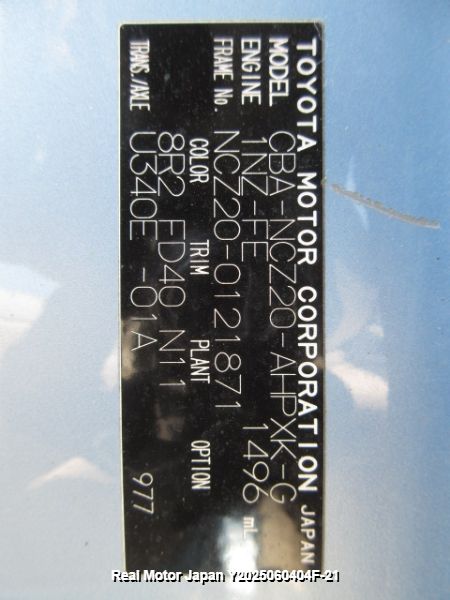 TOYOTA MOTOR CORPORATION JAPAN
MODEL CBA-NCZ20-AHPXK-G
ENGINE 1NZ-FE 1496 mL
FRAME No. NCZ20-0121871
COLOR TRIM PLANT OPTION
8R2 FD40 N11
TRANS./AXLE U340E -01A 977
Real Motor Japan Y2025060404F-21